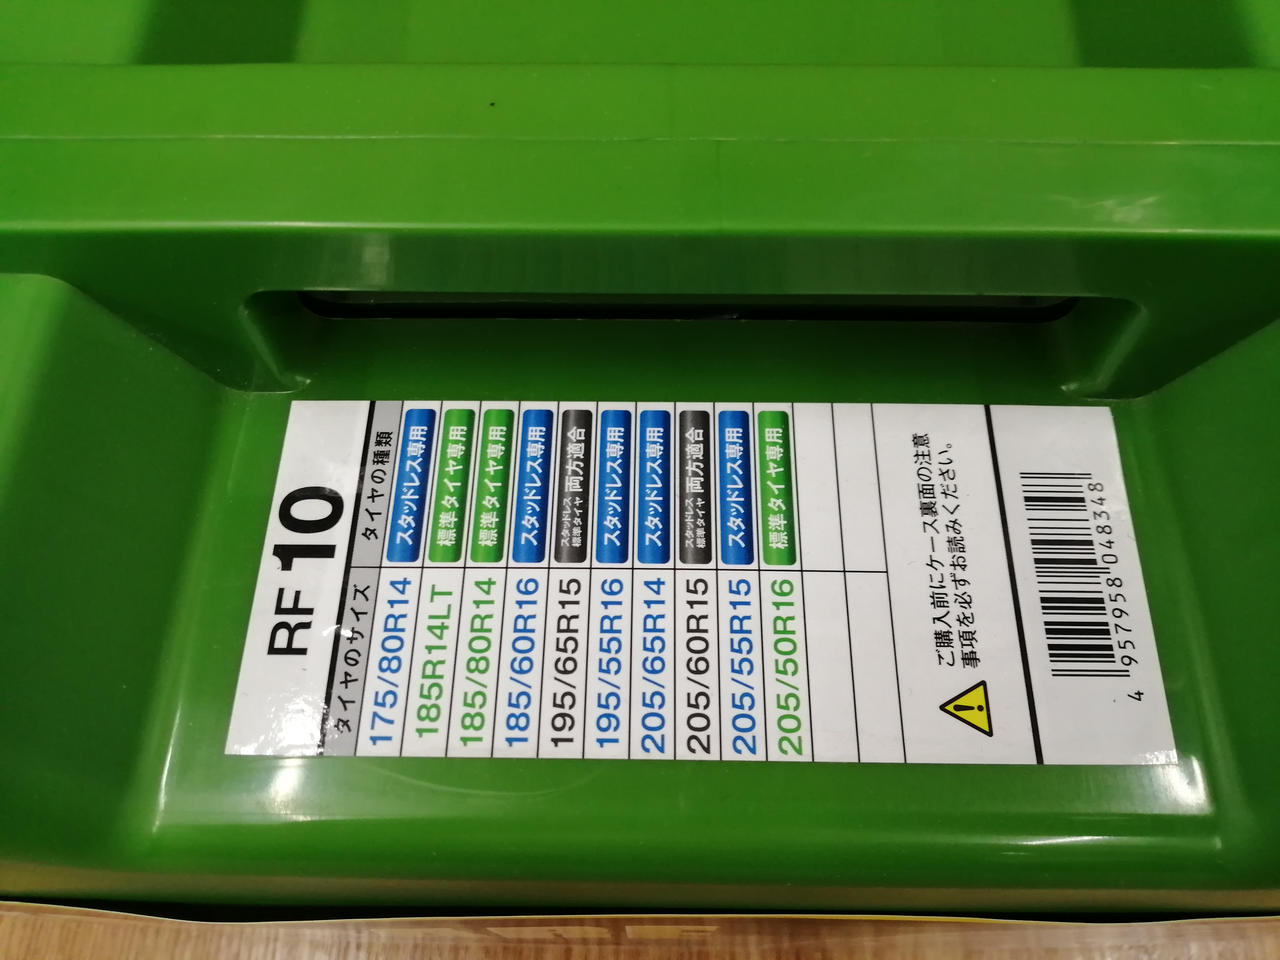 RF 10
タイヤのサイズ タイヤの種類
175/80R14 スタッドレス専用
185R14LT 標準タイヤ専用
185/80R14 標準タイヤ専用
185/60R16 スタッドレス専用
195/65R15 スタッドレス 標準タイヤ 両方適合
195/55R16 スタッドレス専用
205/65R14 スタッドレス専用
205/60R15 スタッドレス 標準タイヤ 両方適合
205/55R15 スタッドレス専用
205/50R16 標準タイヤ専用
ご購入前にケース裏面の注意
事項を必ずお読みください。
4 957958 048348